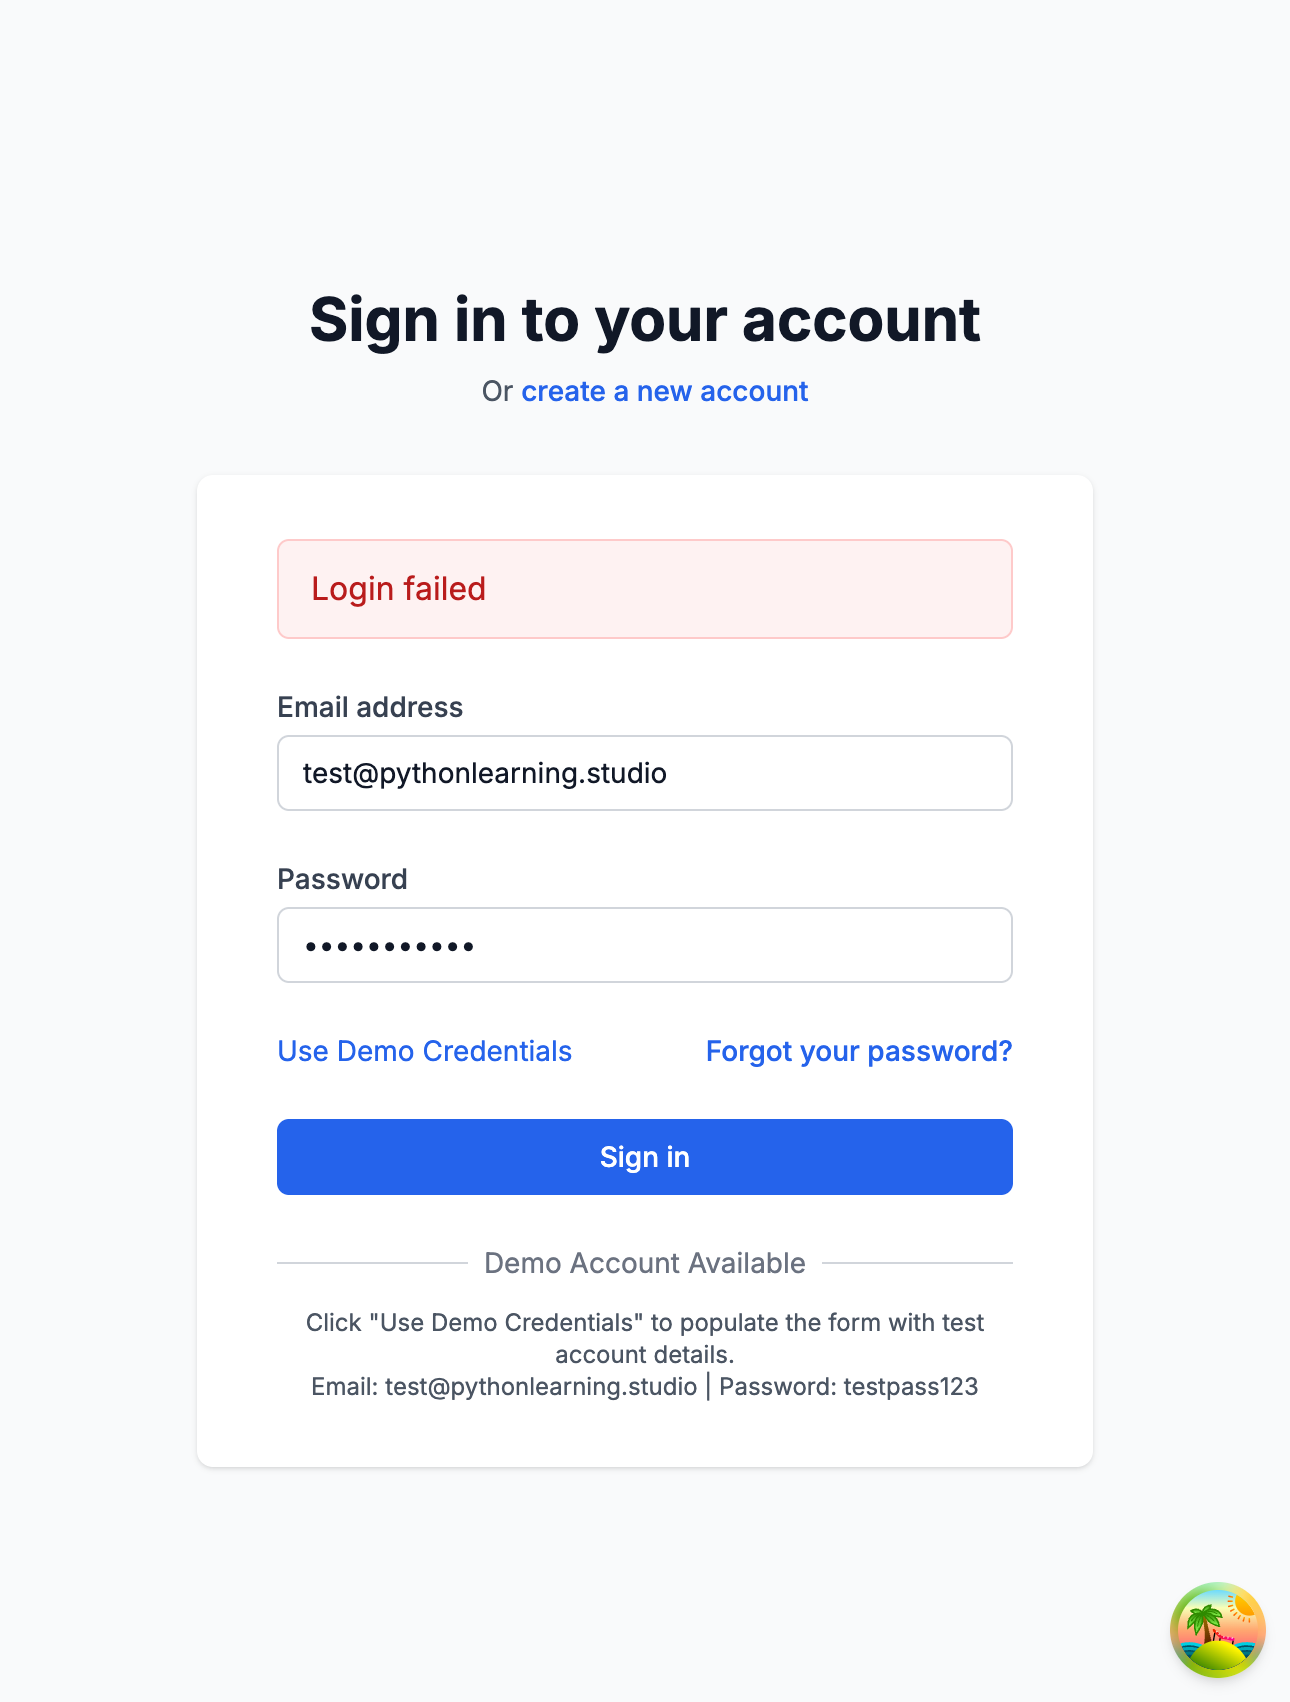 Sign in to your account
Or create a new account
Login failed
Email address
test@pythonlearning.studio
Password
•••••••••••
Use Demo Credentials
Forgot your password?
Sign in
Demo Account Available
Click "Use Demo Credentials" to populate the form with test
account details.
Email: test@pythonlearning.studio | Password: testpass123